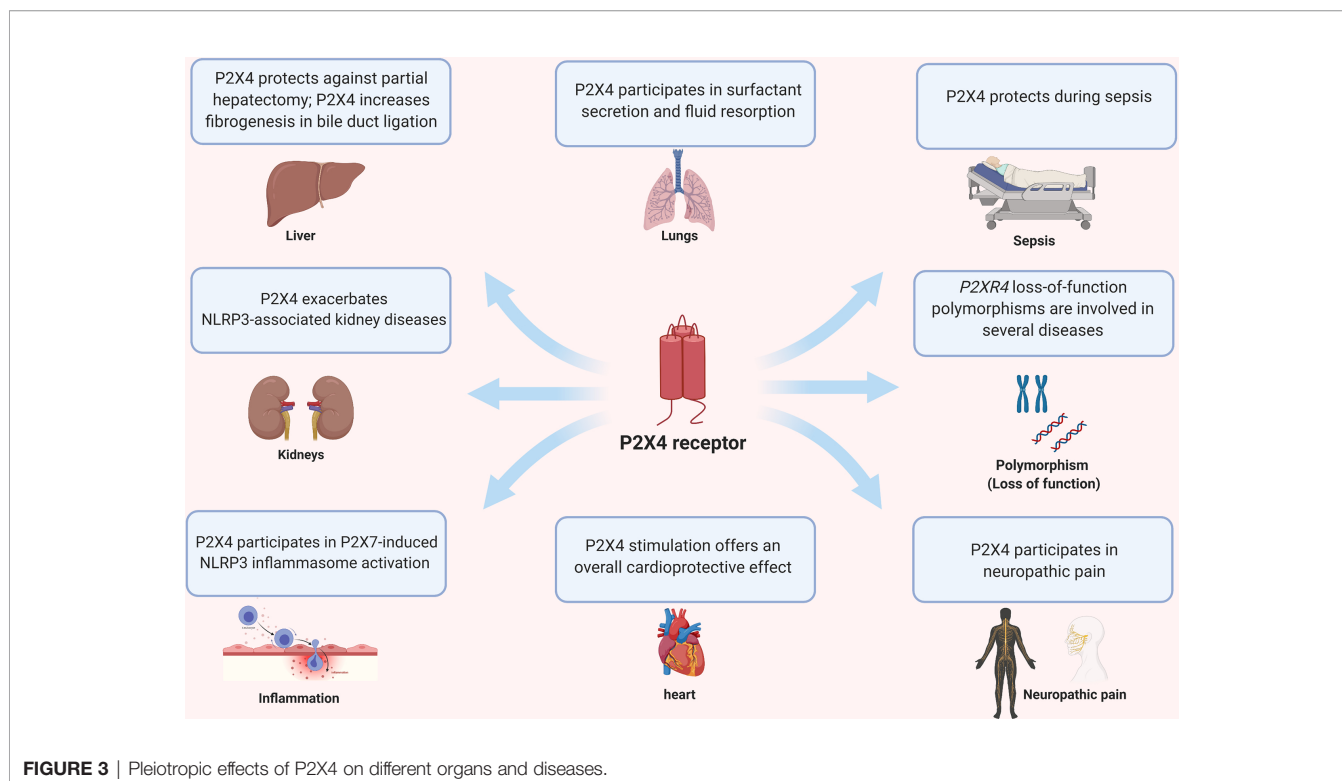 P2X4 protects against partial
hepatectomy; P2X4 increases
fibrogenesis in bile duct ligation
Liver
P2X4 participates in surfactant
secretion and fluid resorption
Lungs
P2X4 protects during sepsis
Sepsis
P2X4 exacerbates
NLRP3-associated kidney diseases
Kidneys
P2X4 receptor
P2XR4 loss-of-function
polymorphisms are involved in
several diseases
Polymorphism
(Loss of function)
P2X4 participates in P2X7-induced
NLRP3 inflammasome activation
Inflammation
P2X4 stimulation offers an
overall cardioprotective effect
heart
P2X4 participates in
neuropathic pain
Neuropathic pain
FIGURE 3 | Pleiotropic effects of P2X4 on different organs and diseases.